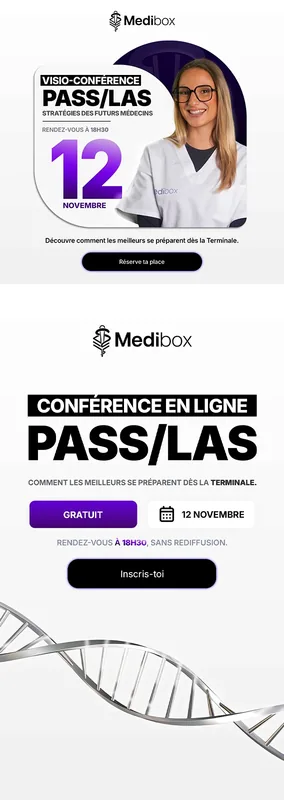 Medibox
VISIO-CONFÉRENCE
PASS/LAS
STRATÉGIES DES FUTURS MÉDECINS
RENDEZ-VOUS À 18H30
12
NOVEMBRE
medibox
Découvre comment les meilleurs se préparent dès la Terminale.
Réserve ta place
Medibox
CONFÉRENCE EN LIGNE
PASS/LAS
COMMENT LES MEILLEURS SE PRÉPARENT DÈS LA TERMINALE.
GRATUIT
12 NOVEMBRE
RENDEZ-VOUS À 18H30, SANS REDIFFUSION.
Inscris-toi